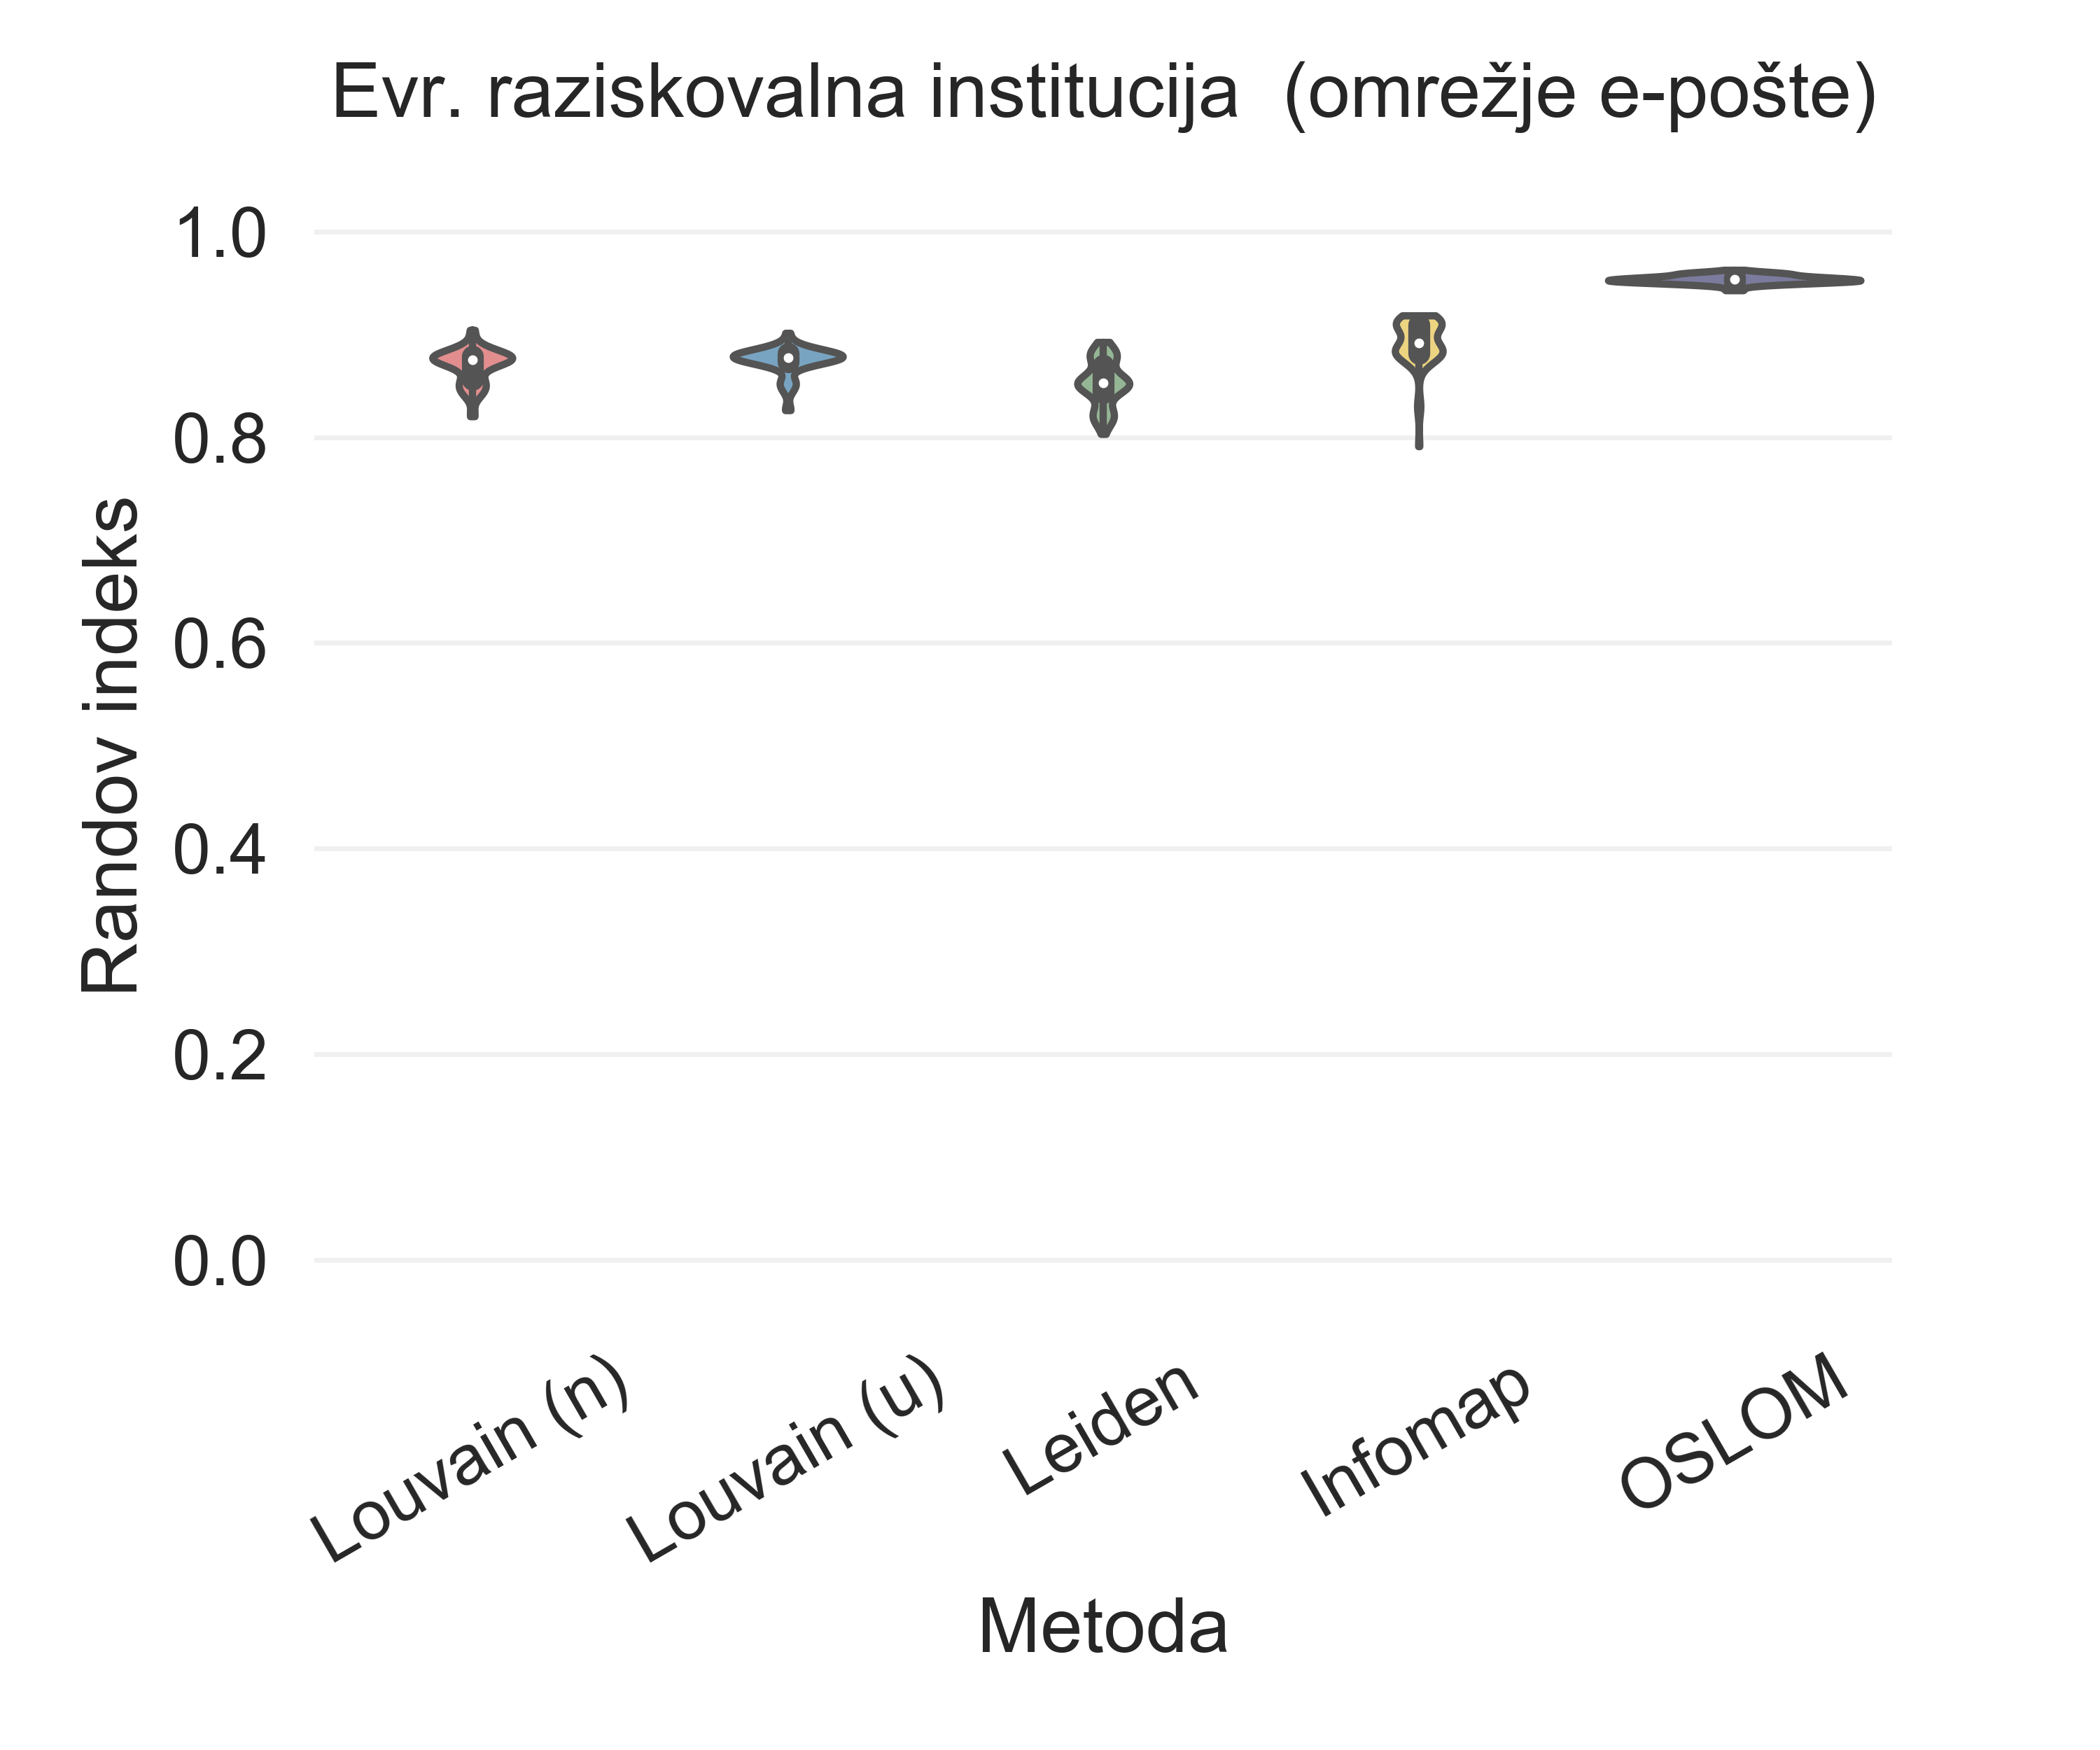 Evr. raziskovalna institucija  (omrežje e-pošte)
1.0
0.8
0.6
0.4
0.2
0.0
Randov indeks
Louvain (n)
Louvain (u)
Leiden
Infomap
OSLOM
Metoda